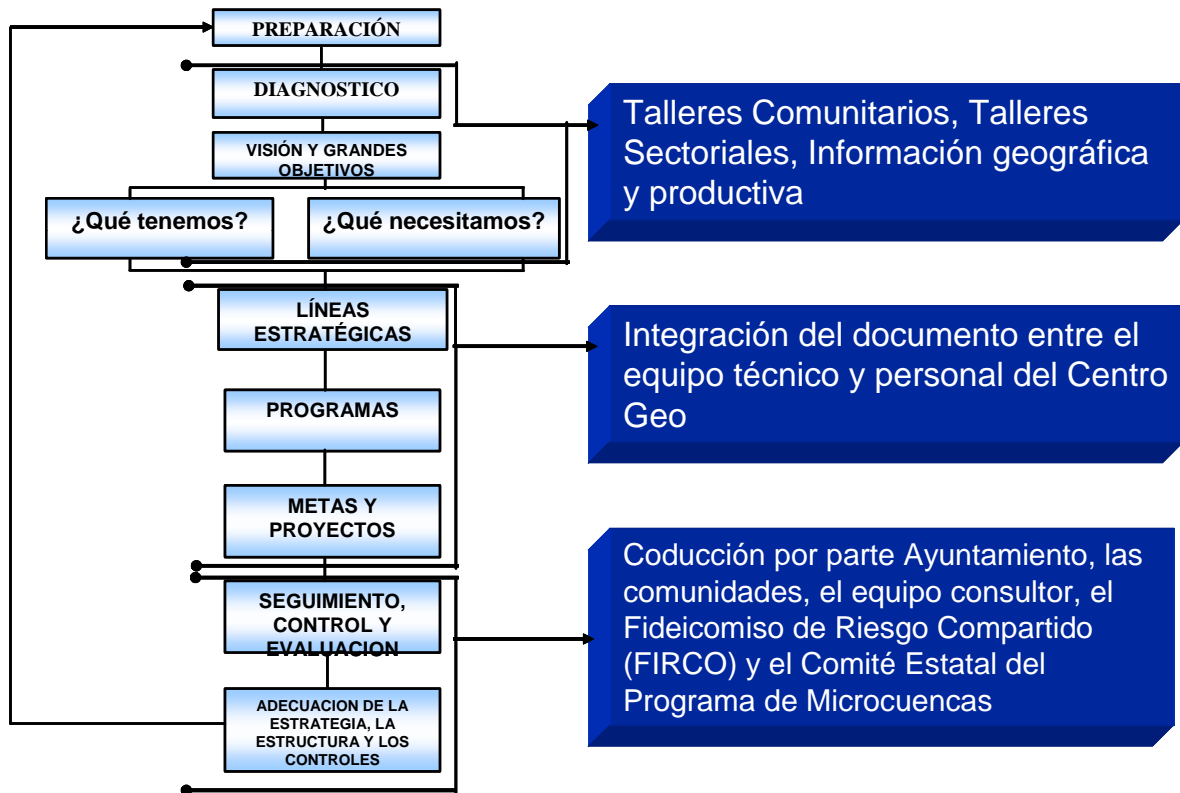 PREPARACIÓN
DIAGNOSTICO
VISIÓN Y GRANDES
OBJETIVOS
¿Qué tenemos?
¿Qué necesitamos?
LÍNEAS
ESTRATÉGICAS
PROGRAMAS
METAS Y
PROYECTOS
SEGUIMIENTO,
CONTROL Y
EVALUACION
ADECUACION DE LA
ESTRATEGIA, LA
ESTRUCTURA Y LOS
CONTROLES
Talleres Comunitarios, Talleres
Sectoriales, Información geográfica
y productiva
Integración del documento entre el
equipo técnico y personal del Centro
Geo
Coducción por parte Ayuntamiento, las
comunidades, el equipo consultor, el
Fideicomiso de Riesgo Compartido
(FIRCO) y el Comité Estatal del
Programa de Microcuencas